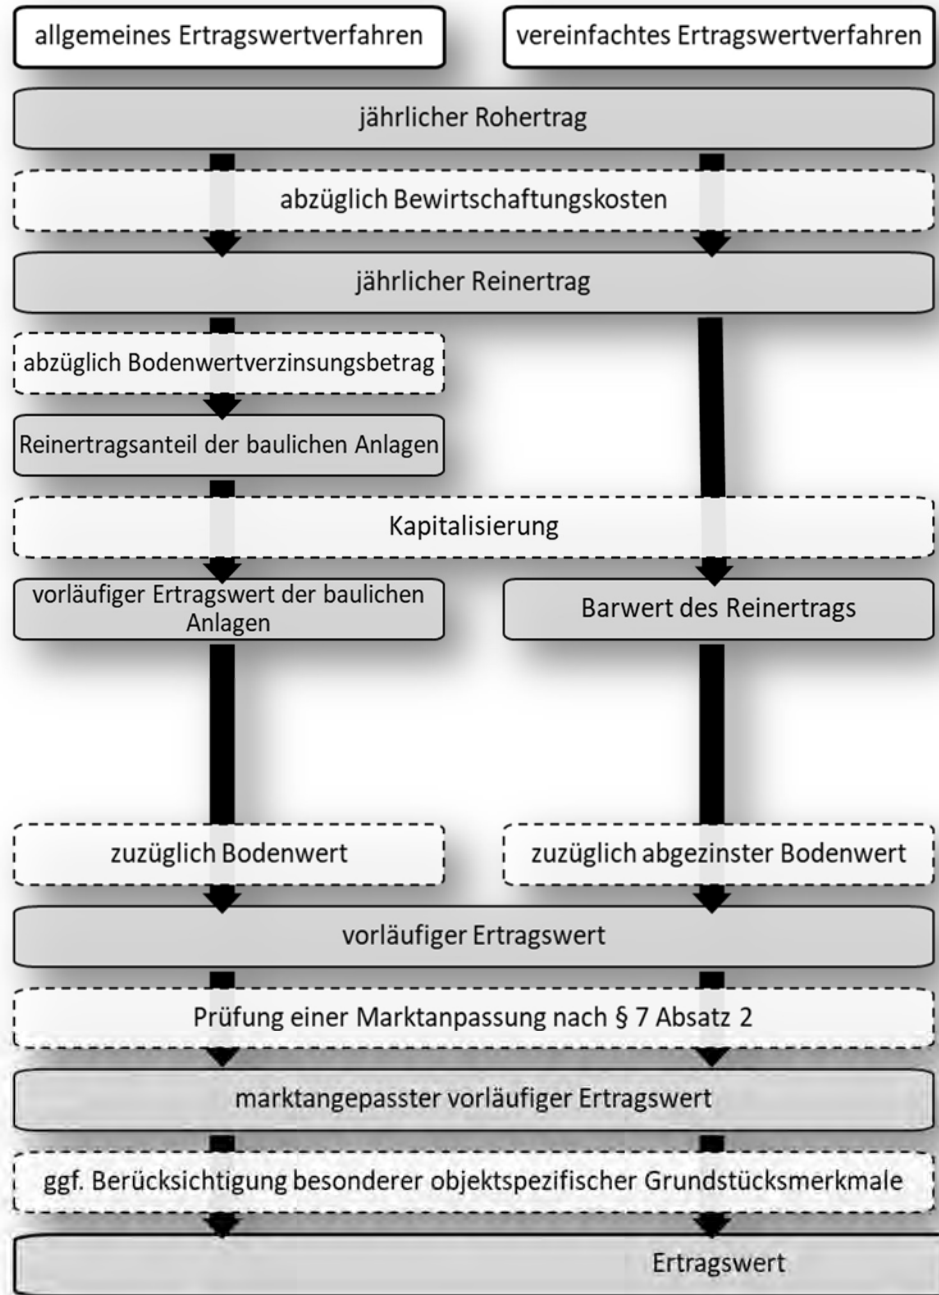 allgemeines Ertragswertverfahren
vereinfachtes Ertragswertverfahren
jährlicher Rohertrag
abzüglich Bewirtschaftungskosten
jährlicher Reinertrag
abzüglich Bodenwertverzinsungsbetrag
Reinertragsanteil der baulichen Anlagen
Kapitalisierung
vorläufiger Ertragswert der baulichen
Anlagen
Barwert des Reinertrags
zuzüglich Bodenwert
zuzüglich abgezinster Bodenwert
vorläufiger Ertragswert
Prüfung einer Marktanpassung nach § 7 Absatz 2
marktangepasster vorläufiger Ertragswert
ggf. Berücksichtigung besonderer objektspezifischer Grundstücksmerkmale
Ertragswert